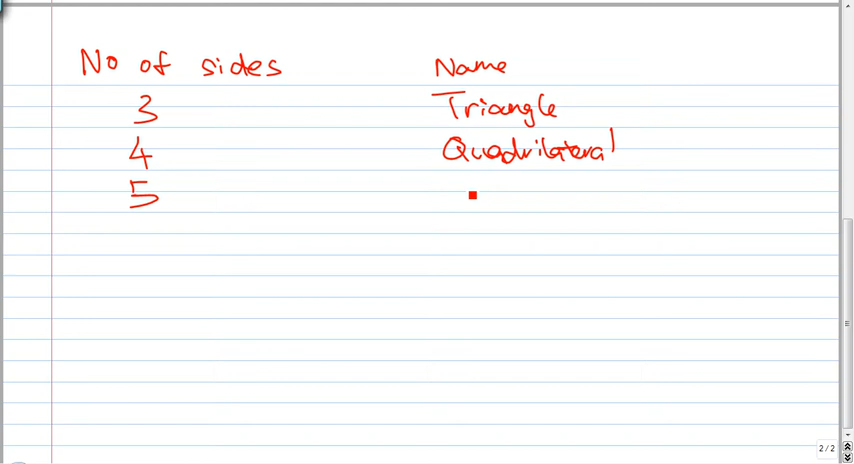 No of sides Name
3 Triangle
4 Quadrilateral
5
2 / 2